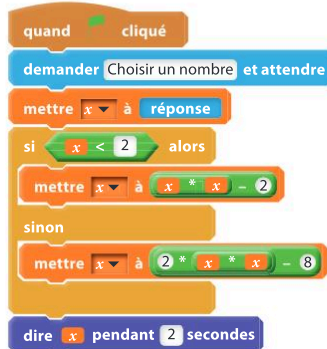 quand cliqué
demander Choisir un nombre et attendre
mettre x à réponse
si x < 2 alors
mettre x à x * x - 2
sinon
mettre x à 2 * x * x - 8
dire x pendant 2 secondes